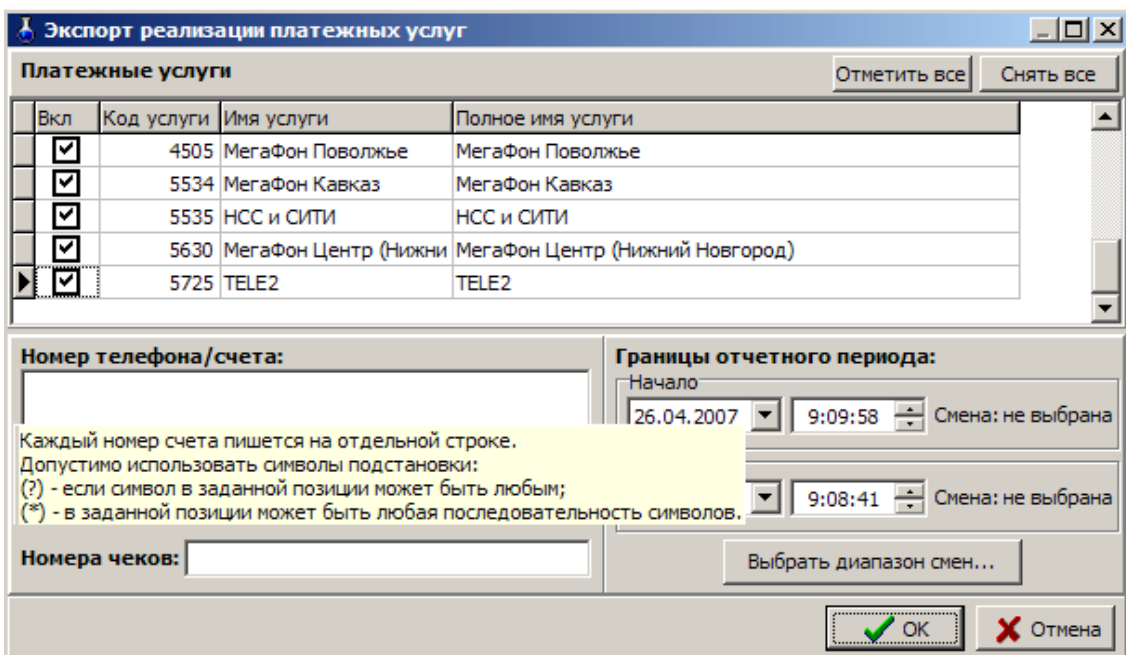 Экспорт реализации платежных услуг
Платежные услуги Отметить все Снять все
Вкл Код услуги Имя услуги Полное имя услуги
4505 МегаФон Поволжье МегаФон Поволжье
5534 МегаФон Кавказ МегаФон Кавказ
5535 НСС и СИТИ НСС и СИТИ
5630 МегаФон Центр (Нижни МегаФон Центр (Нижний Новгород)
5725 TELE2 TELE2
Номер телефона/счета: Границы отчетного периода:
Начало
26.04.2007 9:09:58 Смена: не выбрана
Каждый номер счета пишется на отдельной строке.
Допустимо использовать символы подстановки:
(?) - если символ в заданной позиции может быть любым;
(*) - в заданной позиции может быть любая последовательность символов.
9:08:41 Смена: не выбрана
Номера чеков: Выбрать диапазон смен...
OK Отмена